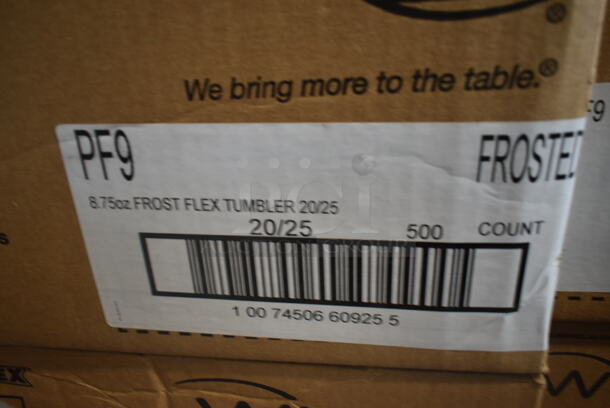 We bring more to the table.®
PF9
FROSTED
8.75oz FROST FLEX TUMBLER 20/25
20/25 500 COUNT
1 00 74506 60925 5